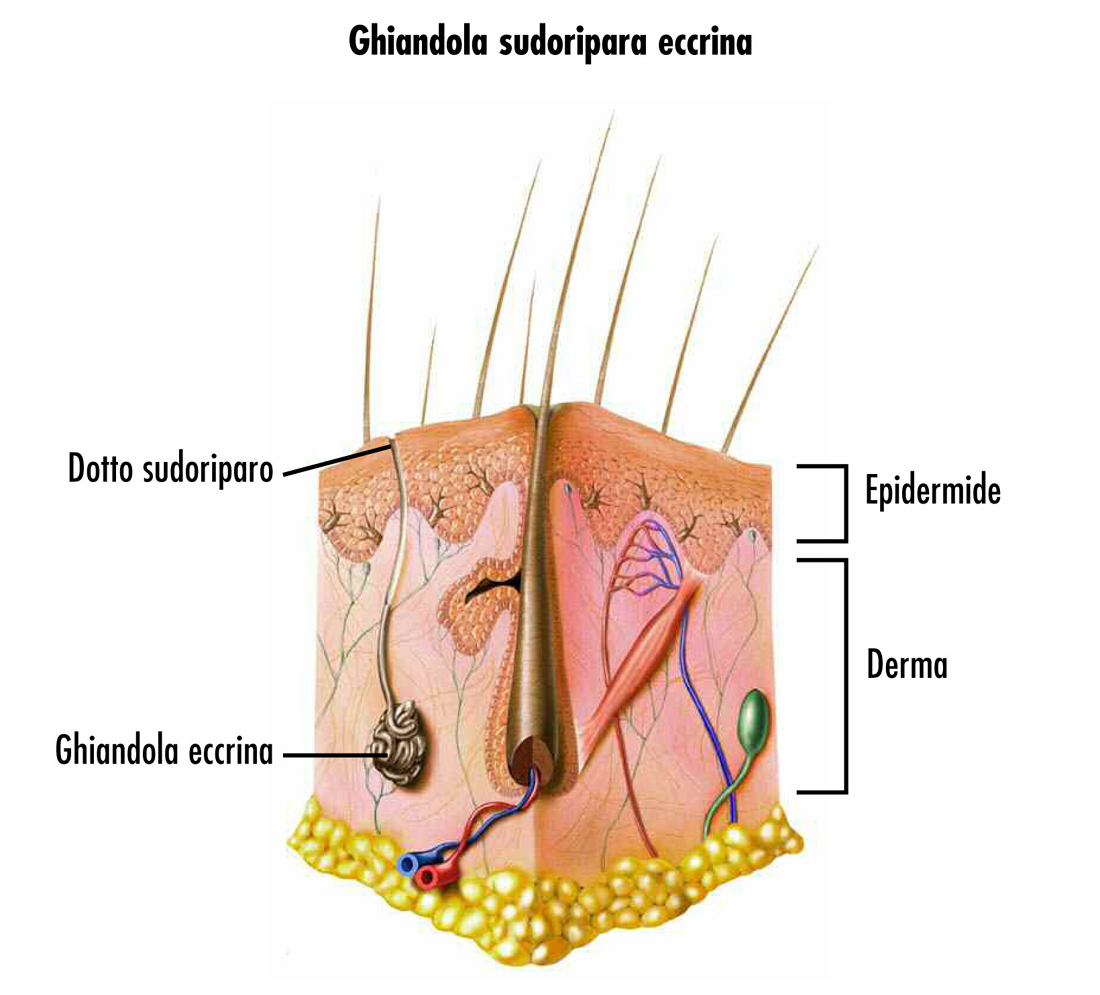 Ghiandola sudoripara eccrina
Dotto sudoriparo
Epidermide
Derma
Ghiandola eccrina